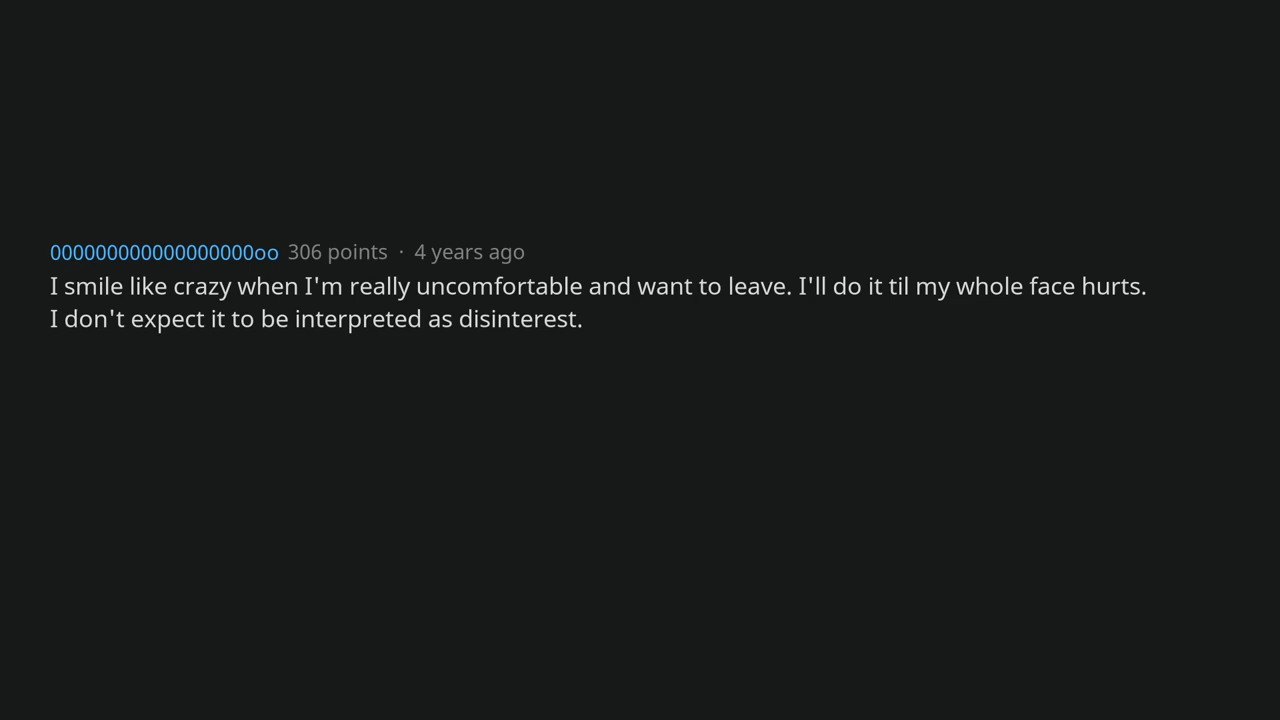 000000000000000000oo 306 points · 4 years ago
I smile like crazy when I'm really uncomfortable and want to leave. I'll do it til my whole face hurts.
I don't expect it to be interpreted as disinterest.